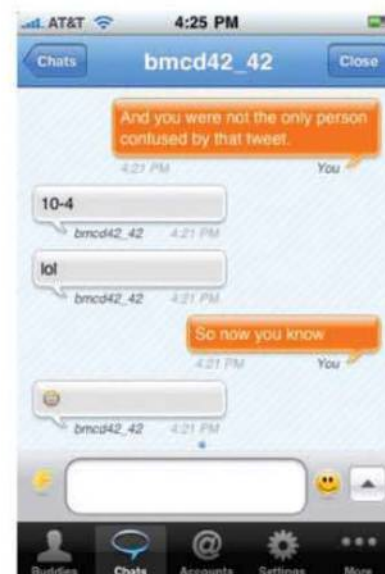 AT&T 4:25 PM
Chats bmcd42_42 Close
And you were not the only person
confused by that tweet.
4:21 PM You
10-4
bmcd42_42 4:21 PM
lol
bmcd42_42 4:21 PM
So now you know
4:21 PM You
bmcd42_42 4:21 PM
Buddies Chats Accounts Settings More